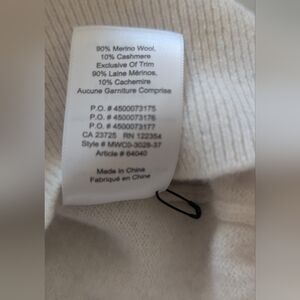 90% Merino Wool,
10% Cashmere
Exclusive Of Trim
90% Laine Mérinos,
10% Cachemire
Aucune Garniture Comprise
P.O. # 4500073175
P.O. # 4500073176
P.O. # 4500073177
CA 23725 RN 122354
Style # MWC0-3028-37
Article # 64040
Made in China
Fabriqué en Chine